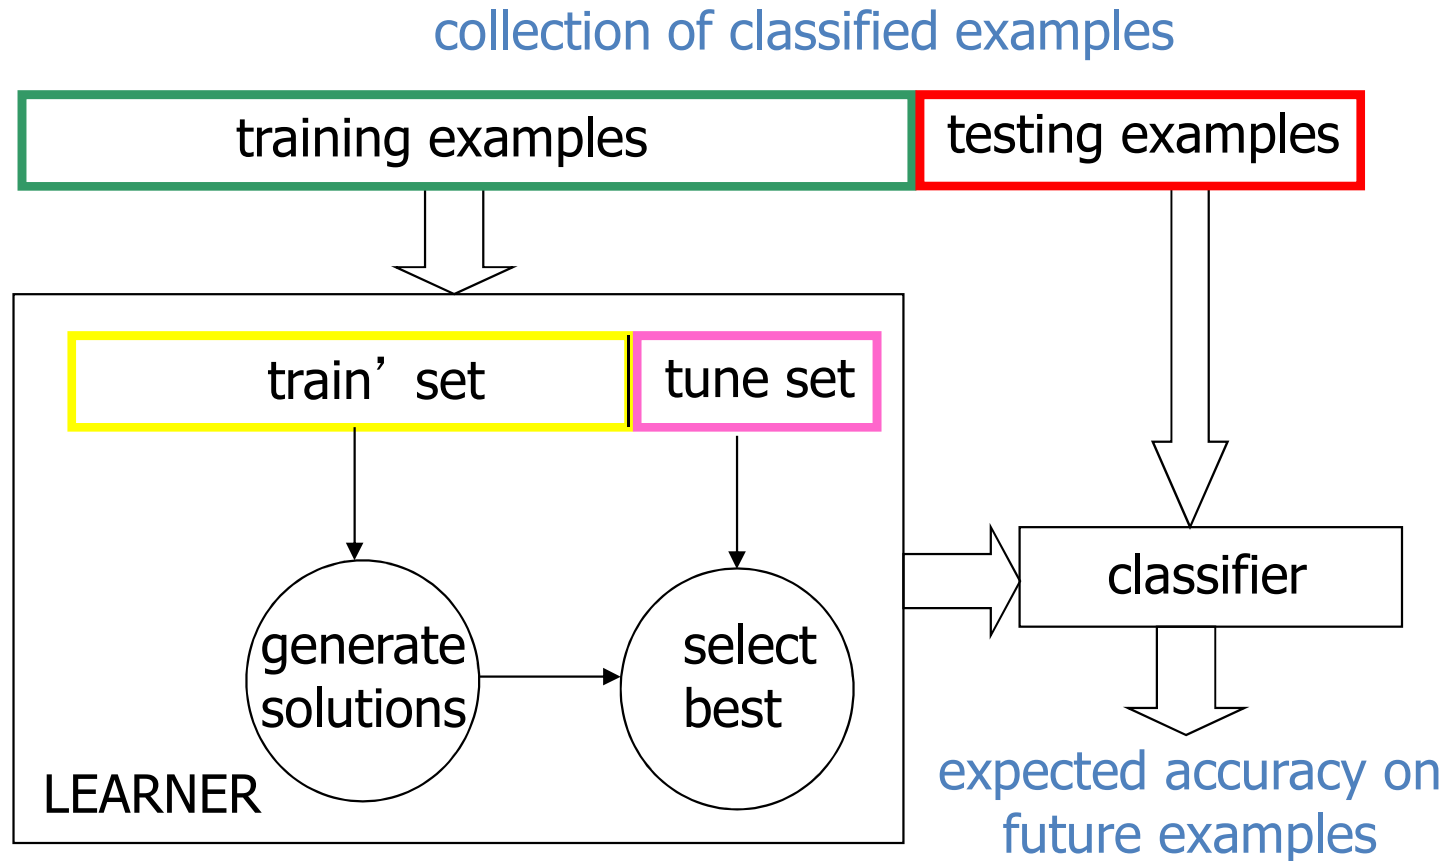 collection of classified examples
training examples
testing examples
train’ set
tune set
generate
solutions
select
best
LEARNER
classifier
expected accuracy on
future examples